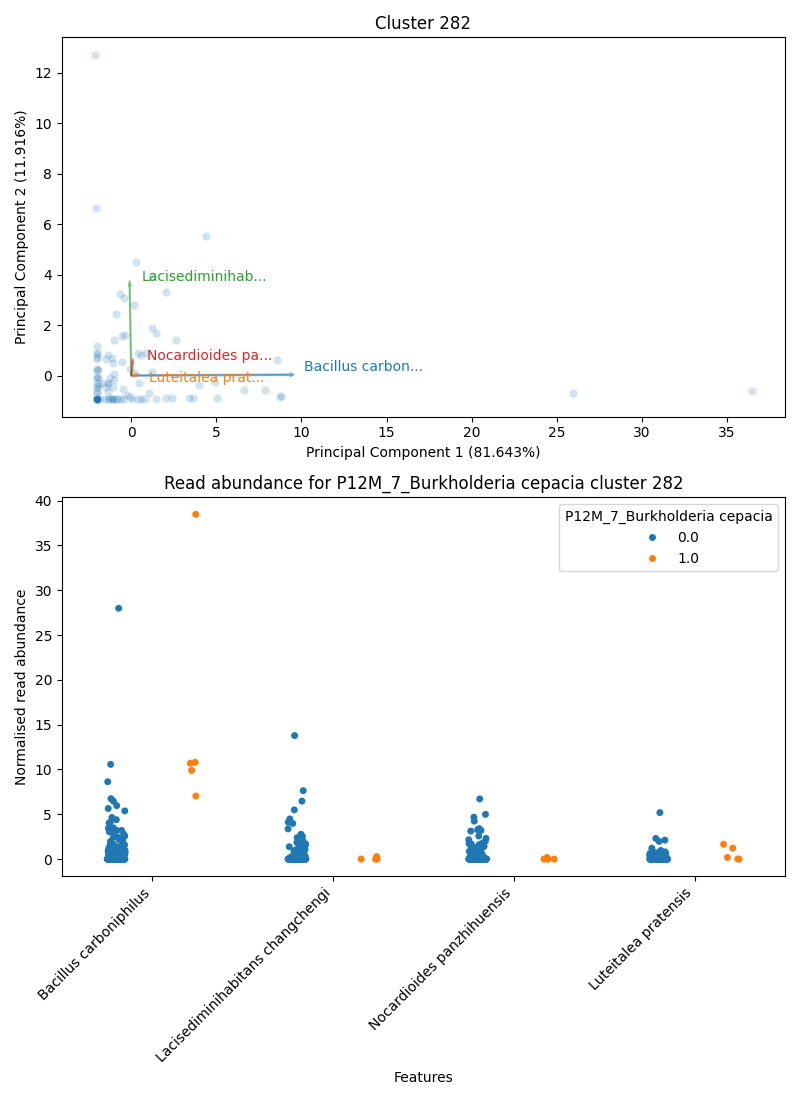 Cluster 282
12
10
8
6
4
2
0
Principal Component 2 (11.916%)
Lacisediminihab...
Nocardioides pa...
Luteitalea prat...
Bacillus carbon...
0 5 10 15 20 25 30 35
Principal Component 1 (81.643%)
Read abundance for P12M_7_Burkholderia cepacia cluster 282
40
35
30
25
20
15
10
5
0
Normalised read abundance
P12M_7_Burkholderia cepacia
0.0
1.0
Bacillus carboniphilus
Lacisediminihabitans changchengi
Nocardioides panzhihuensis
Luteitalea pratensis
Features